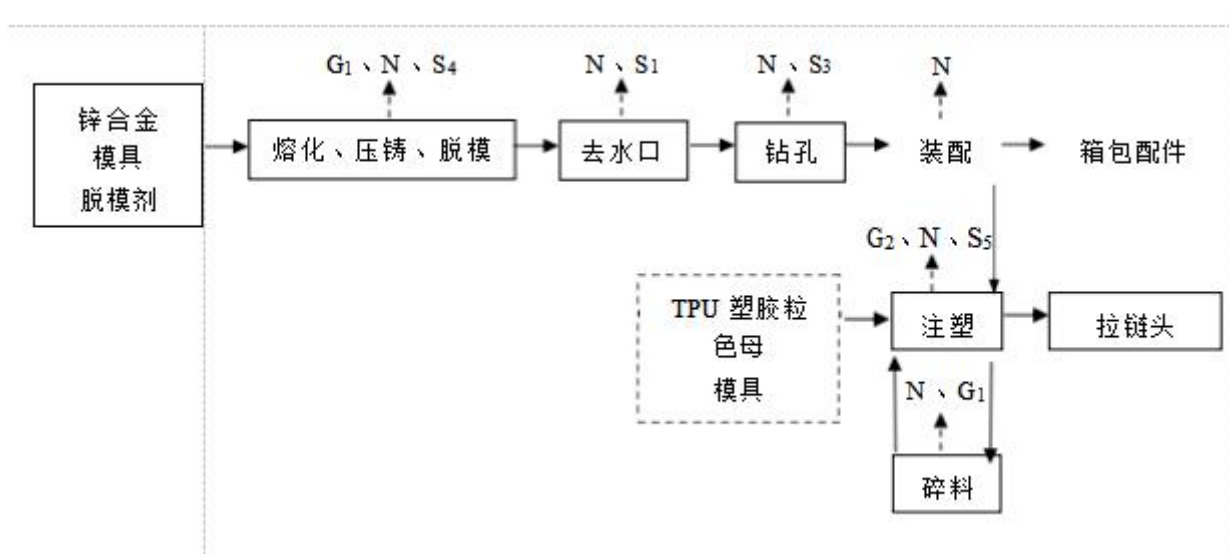 G₁、N、S₄
N、S₁
N、S₃
N
锌合金
模具
脱模剂
熔化、压铸、脱模
去水口
钻孔
装配
箱包配件
G₂、N、S₅
TPU 塑胶粒
色母
模具
注塑
拉链头
N、G₁
碎料